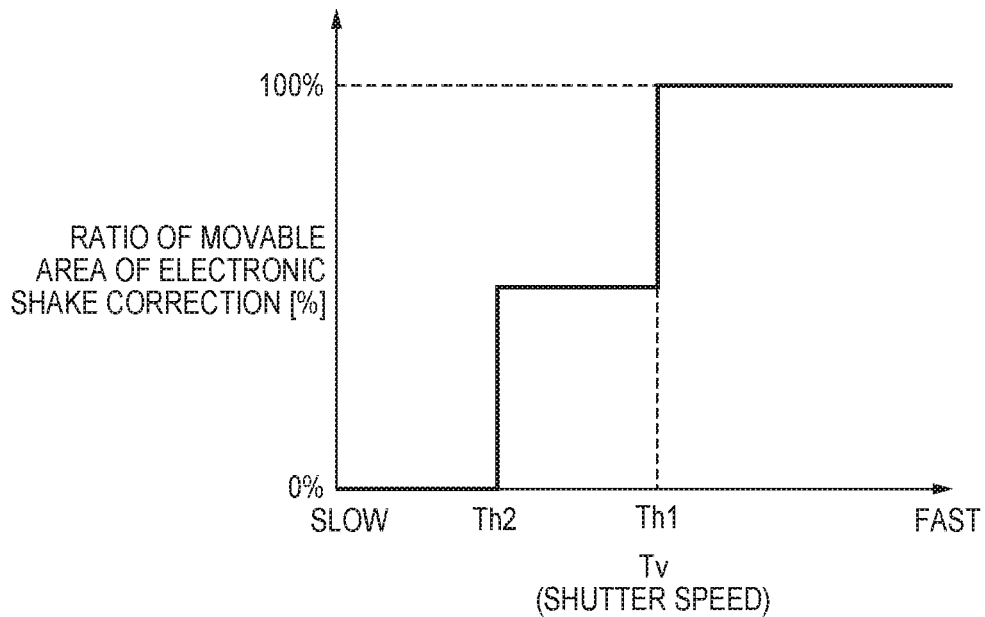 100%
RATIO OF MOVABLE
AREA OF ELECTRONIC
SHAKE CORRECTION [%]
0%
SLOW Th2 Th1 FAST
Tv
(SHUTTER SPEED)